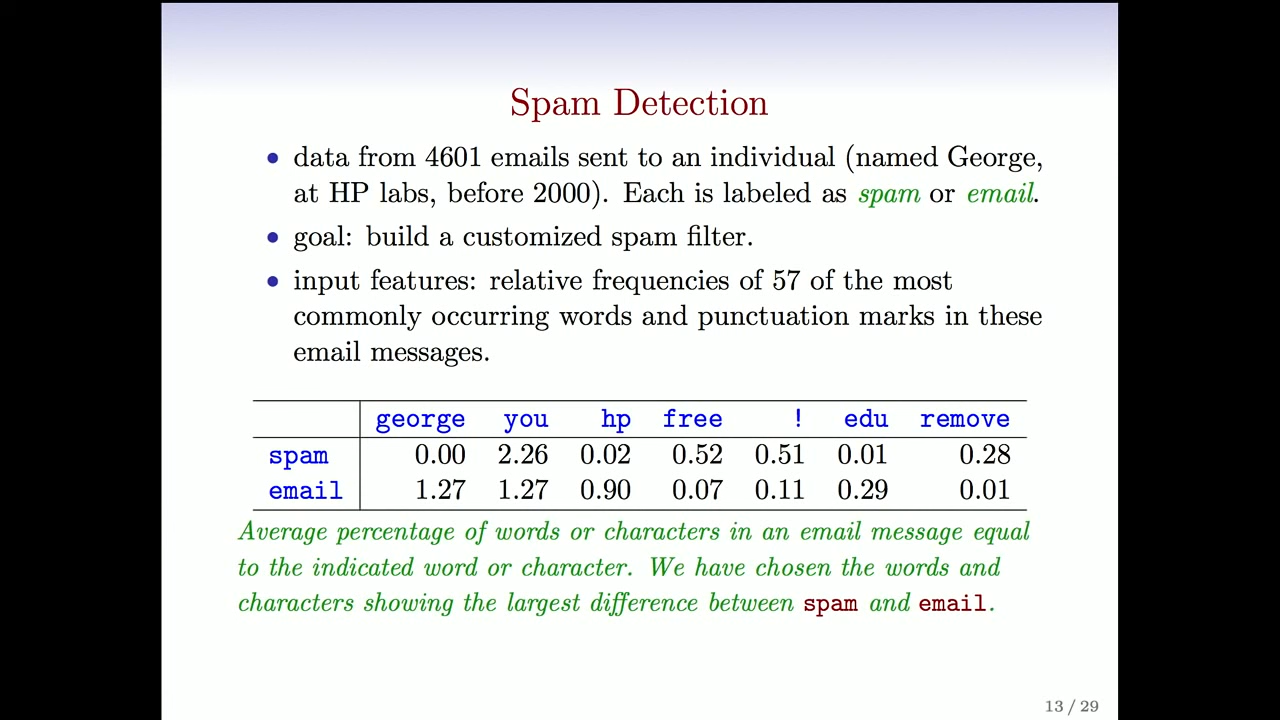 Spam Detection
• data from 4601 emails sent to an individual (named George,
at HP labs, before 2000). Each is labeled as spam or email.
• goal: build a customized spam filter.
• input features: relative frequencies of 57 of the most
commonly occurring words and punctuation marks in these
email messages.
george you hp free ! edu remove
spam 0.00 2.26 0.02 0.52 0.51 0.01 0.28
email 1.27 1.27 0.90 0.07 0.11 0.29 0.01
Average percentage of words or characters in an email message equal
to the indicated word or character. We have chosen the words and
characters showing the largest difference between spam and email.
13 / 29